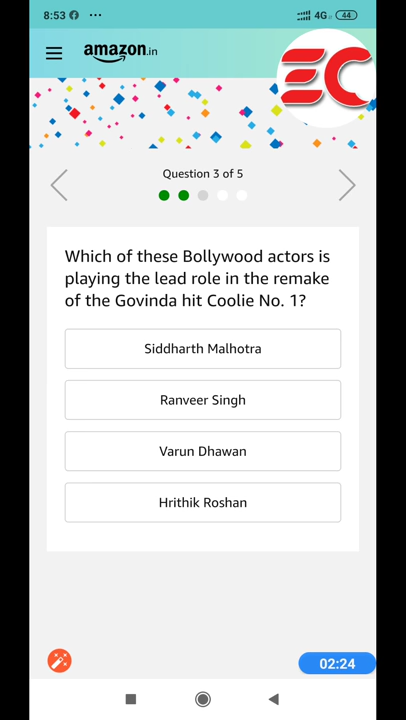 8:53
4G
44
amazon.in
EC
Question 3 of 5
Which of these Bollywood actors is
playing the lead role in the remake
of the Govinda hit Coolie No. 1?
Siddharth Malhotra
Ranveer Singh
Varun Dhawan
Hrithik Roshan
02:24